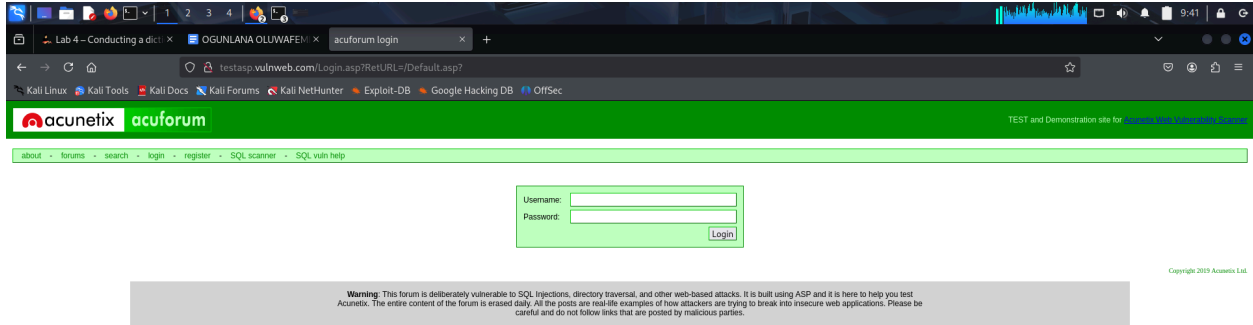 1 2 3 4 9:41
Lab 4 – Conducting a dicti OGUNLANA OLUWAFEMI acuforum login
testasp.vulnweb.com/Login.asp?RetURL=/Default.asp?
Kali Linux Kali Tools Kali Docs Kali Forums Kali NetHunter Exploit-DB Google Hacking DB OffSec
acunetix acuforum TEST and Demonstration site for Acunetix Web Vulnerability Scanner
about - forums - search - login - register - SQL scanner - SQL vuln help
Username:
Password:
Login
Copyright 2019 Acunetix Ltd.
Warning: This forum is deliberately vulnerable to SQL Injections, directory traversal, and other web-based attacks. It is built using ASP and it is here to help you test
Acunetix. The entire content of the forum is erased daily. All the posts are real-life examples of how attackers are trying to break into insecure web applications. Please be
careful and do not follow links that are posted by malicious parties.